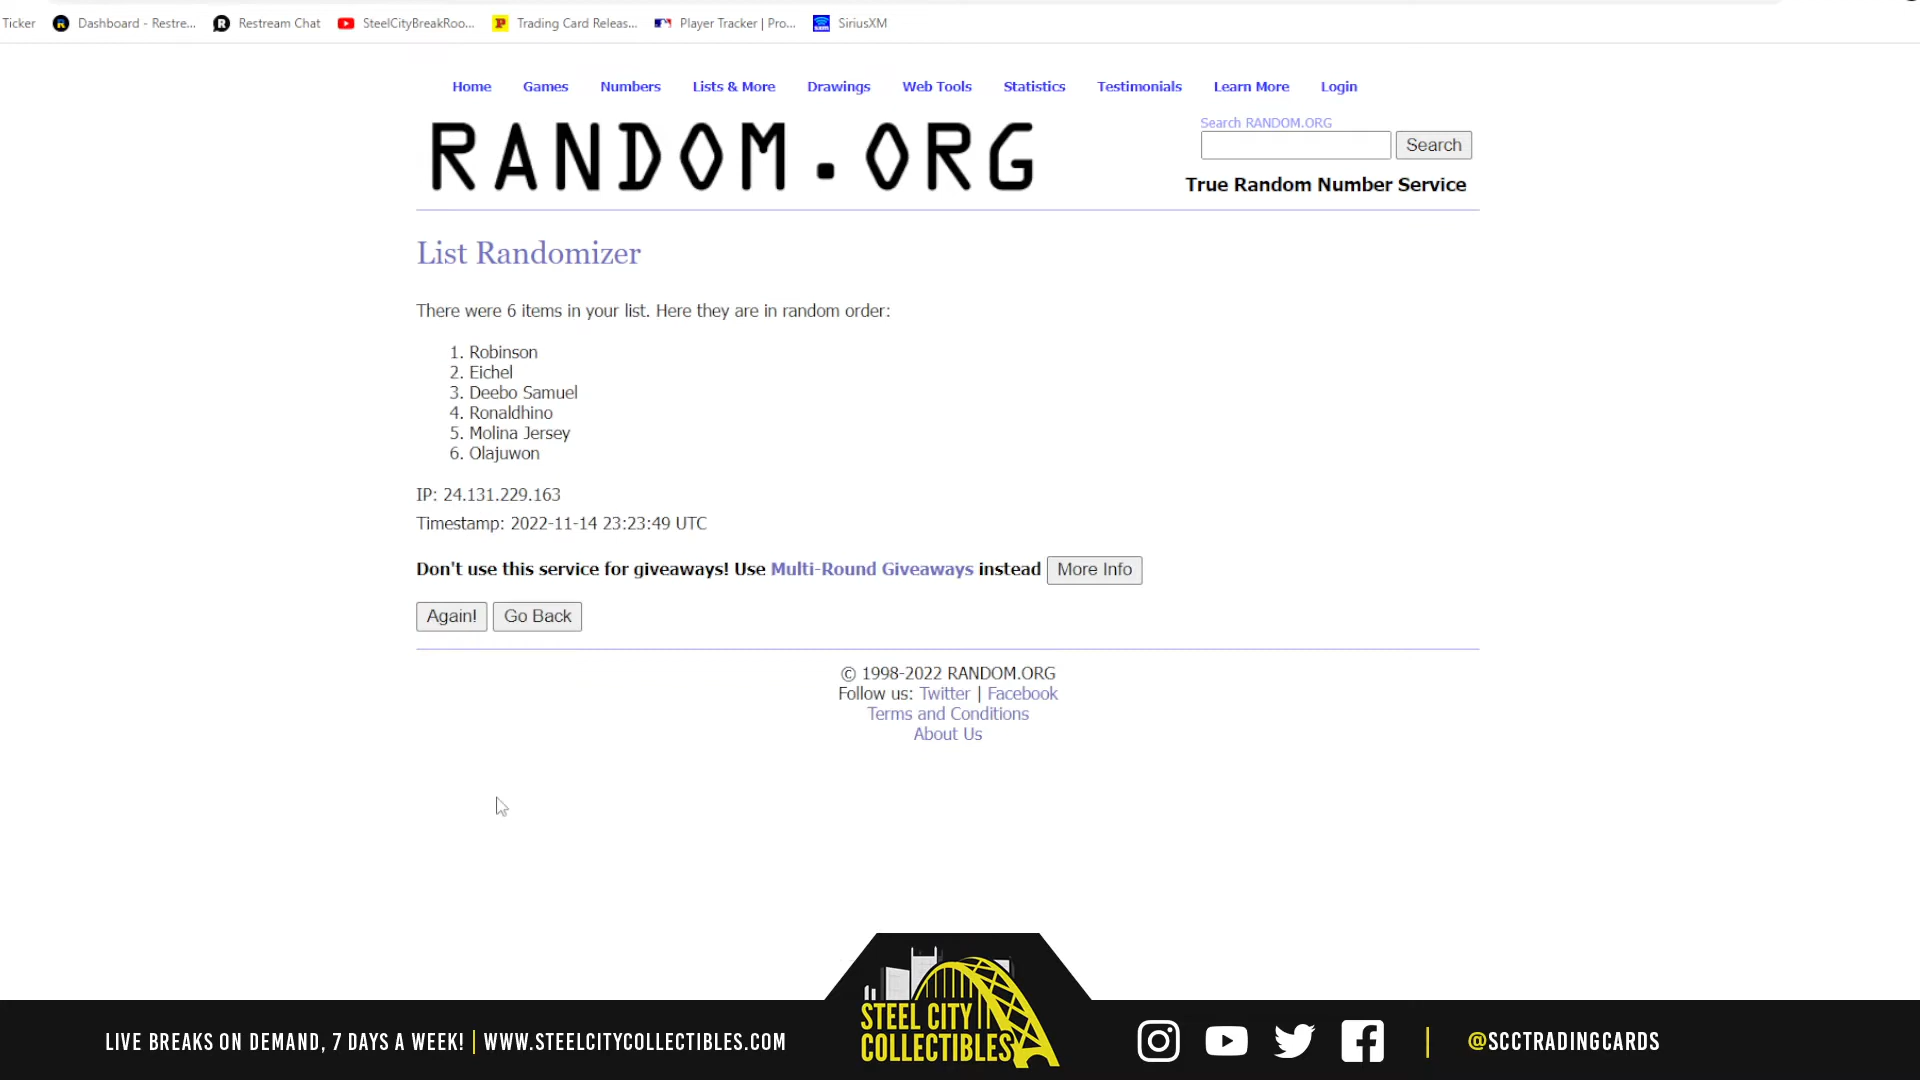 Ticker Dashboard - Restre... Restream Chat SteelCityBreakRoo... Trading Card Releas... Player Tracker | Pro... SiriusXM
Home Games Numbers Lists & More Drawings Web Tools Statistics Testimonials Learn More Login
RANDOM.ORG
Search RANDOM.ORG
Search
True Random Number Service
List Randomizer
There were 6 items in your list. Here they are in random order:
1. Robinson
2. Eichel
3. Deebo Samuel
4. Ronaldhino
5. Molina Jersey
6. Olajuwon
IP: 24.131.229.163
Timestamp: 2022-11-14 23:23:49 UTC
Don't use this service for giveaways! Use Multi-Round Giveaways instead More Info
Again! Go Back
© 1998-2022 RANDOM.ORG
Follow us: Twitter | Facebook
Terms and Conditions
About Us
LIVE BREAKS ON DEMAND, 7 DAYS A WEEK! | WWW.STEELCITYCOLLECTIBLES.COM
STEEL CITY
COLLECTIBLES
@SCCTRADINGCARDS